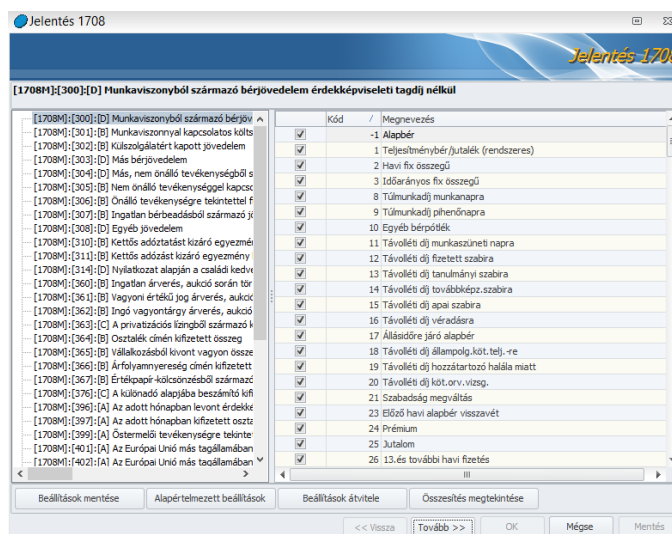 Jelentés 1708
Jelentés 1708
[1708M]:[300]:[D] Munkaviszonyból származó bérjövedelem érdekképviseleti tagdíj nélkül
[1708M]:[300]:[D] Munkaviszonyból származó bérjöv
[1708M]:[301]:[B] Munkaviszonnyal kapcsolatos költs
[1708M]:[302]:[B] Külszolgálatért kapott jövedelem
[1708M]:[303]:[D] Más bérjövedelem
[1708M]:[304]:[D] Más, nem önálló tevékenységből s
[1708M]:[305]:[B] Nem önálló tevékenységgel kapcso
[1708M]:[306]:[B] Önálló tevékenységre tekintettel f
[1708M]:[307]:[B] Ingatlan bérbeadásból származó jö
[1708M]:[308]:[D] Egyéb jövedelem
[1708M]:[310]:[B] Kettős adóztatást kizáró egyezmén
[1708M]:[311]:[B] Kettős adózást kizáró egyezmény
[1708M]:[314]:[D] Nyilatkozat alapján a családi kedve
[1708M]:[360]:[B] Ingatlan árverés, aukció során tör
[1708M]:[361]:[B] Vagyoni értékű jog árverés, aukció
[1708M]:[362]:[B] Ingó vagyontárgy árverés, aukció
[1708M]:[363]:[C] A privatizációs lízingből származó k
[1708M]:[364]:[B] Osztalék címén kifizetett összeg
[1708M]:[365]:[B] Vállalkozásból kivont vagyon össze
[1708M]:[366]:[B] Árfolyamnyereség címén kifizetett
[1708M]:[367]:[B] Értékpapír-kölcsönzésből származó
[1708M]:[376]:[C] A különadó alapjába beszámító kifi
[1708M]:[396]:[A] Az adott hónapban levont érdekké
[1708M]:[397]:[A] Az adott hónapban kifizetett oszta
[1708M]:[399]:[A] Őstermelői tevékenységre tekinte
[1708M]:[401]:[A] Az Európai Unió más tagállamában
[1708M]:[402]:[A] Az Európai Unió más tagállamában
Kód / Megnevezés
-1 Alapbér
1 Teljesítménybér/jutalék (rendszeres)
2 Havi fix összegű
3 Időarányos fix összegű
8 Túlmunkadíj munkanapra
9 Túlmunkadíj pihenőnapra
10 Egyéb bérpótlék
11 Távolléti díj munkaszüneti napra
12 Távolléti díj fizetett szabira
13 Távolléti díj tanulmányi szabira
14 Távolléti díj továbbképz.szabira
15 Távolléti díj apai szabira
16 Távolléti díj véradásra
17 Állásidőre járó alapbér
18 Távolléti díj állampolg.köt.telj.-re
19 Távolléti díj hozzátartozó halála miatt
20 Távolléti díj köt.orv.vizsg.
21 Szabadság megváltás
23 Előző havi alapbér visszavét
24 Prémium
25 Jutalom
26 13.és további havi fizetés
Beállítások mentése Alapértelmezett beállítások Beállítások átvitele Összesítés megtekintése
<< Vissza Tovább >> OK Mégse Mentés